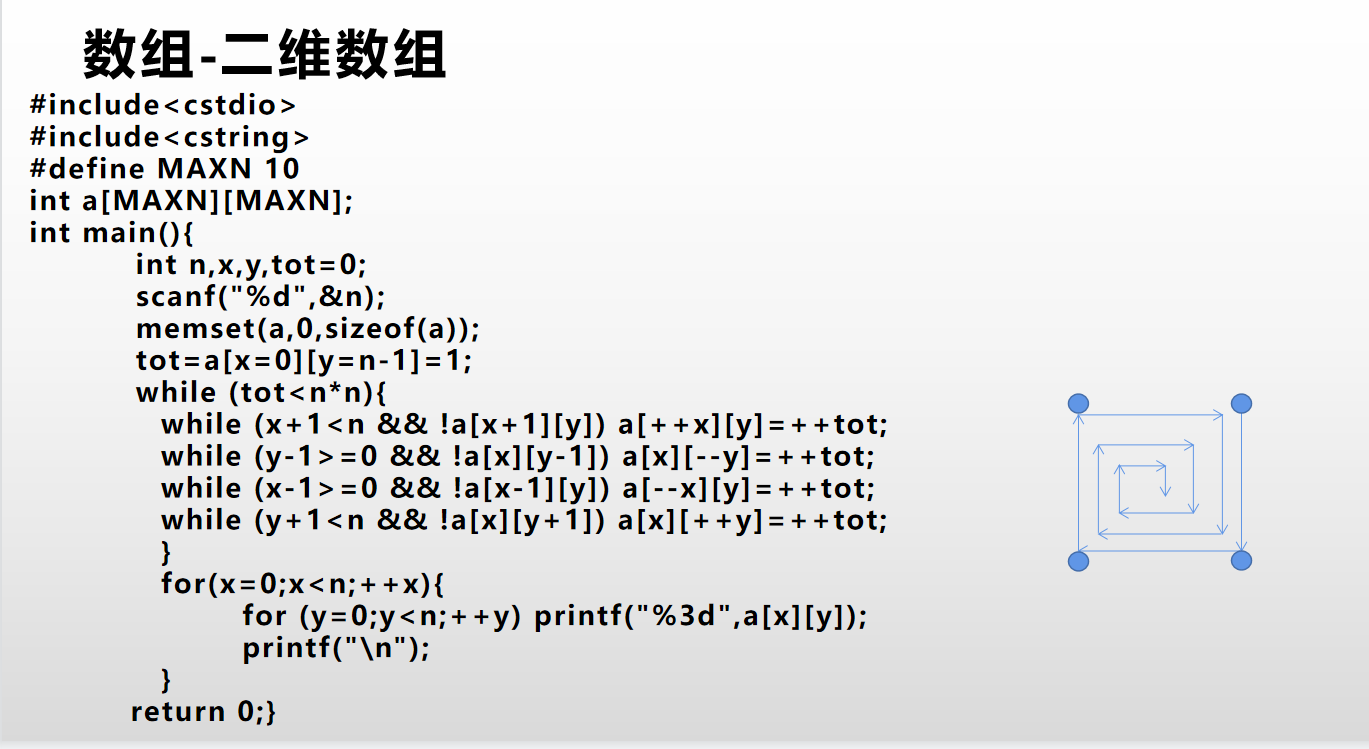 数组-二维数组
#include<cstdio>
#include<cstring>
#define MAXN 10
int a[MAXN][MAXN];
int main(){
int n,x,y,tot=0;
scanf("%d",&n);
memset(a,0,sizeof(a));
tot=a[x=0][y=n-1]=1;
while (tot<n*n){
while (x+1<n && !a[x+1][y]) a[++x][y]=++tot;
while (y-1>=0 && !a[x][y-1]) a[x][--y]=++tot;
while (x-1>=0 && !a[x-1][y]) a[--x][y]=++tot;
while (y+1<n && !a[x][y+1]) a[x][++y]=++tot;
}
for(x=0;x<n;++x){
for (y=0;y<n;++y) printf("%3d",a[x][y]);
printf("\n");
}
return 0;}